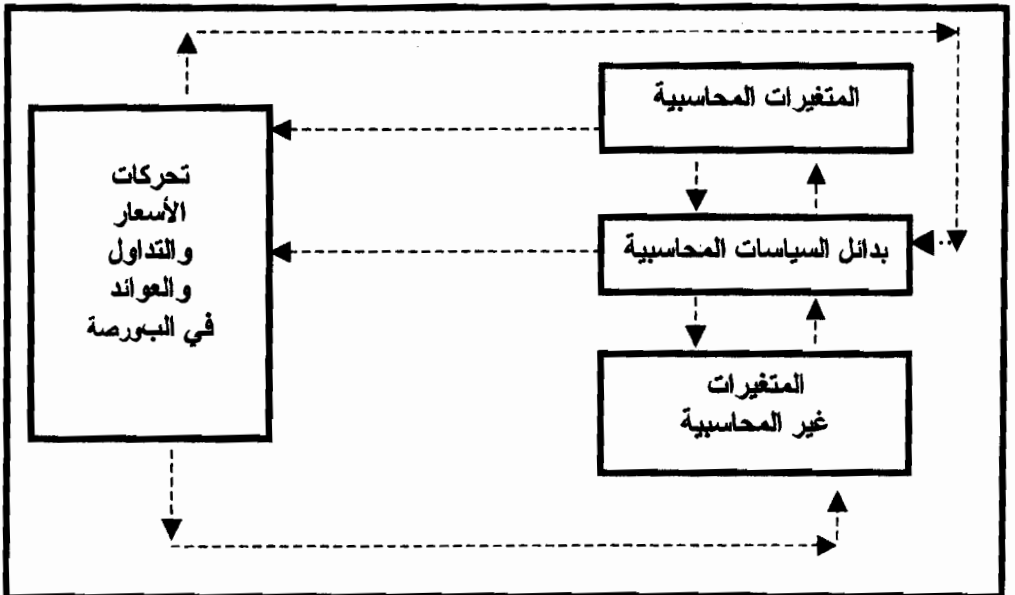 المتغيرات المحاسبية
تحركات
الأسعار
والتداول
والعوائد
في البورصة
بدائل السياسات المحاسبية
المتغيرات
غير المحاسبية